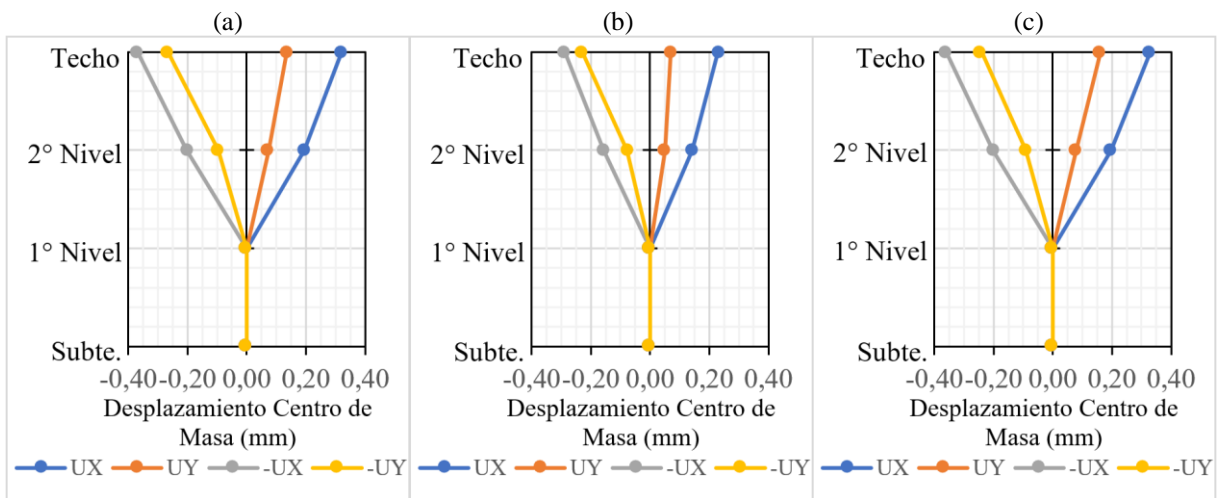 (a)
Techo
2° Nivel
1° Nivel
Subte.
-0,40 -0,20 0,00 0,20 0,40
Desplazamiento Centro de
Masa (mm)
UX UY -UX -UY
(b)
Techo
2° Nivel
1° Nivel
Subte.
-0,40 -0,20 0,00 0,20 0,40
Desplazamiento Centro de
Masa (mm)
UX UY -UX -UY
(c)
Techo
2° Nivel
1° Nivel
Subte.
-0,40 -0,20 0,00 0,20 0,40
Desplazamiento Centro de
Masa (mm)
UX UY -UX -UY